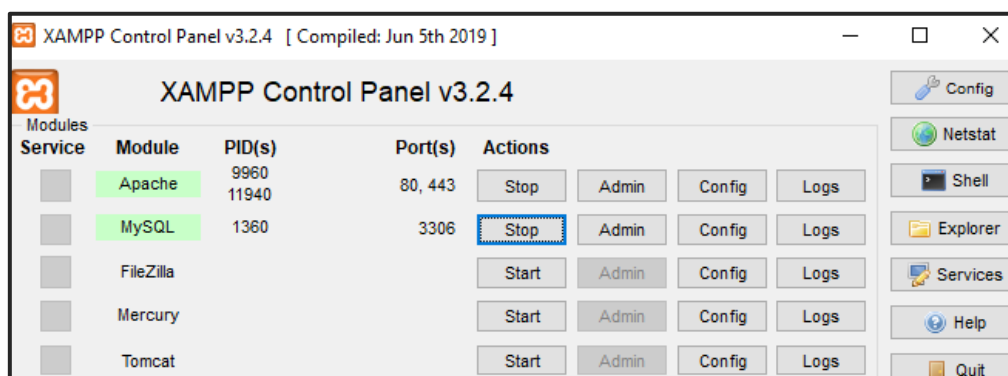 XAMPP Control Panel v3.2.4 [ Compiled: Jun 5th 2019 ]
XAMPP Control Panel v3.2.4
Config
Modules
Service Module PID(s) Port(s) Actions
Netstat
Apache 9960 11940 80, 443 Stop Admin Config Logs
Shell
MySQL 1360 3306 Stop Admin Config Logs
Explorer
FileZilla Start Admin Config Logs
Services
Mercury Start Admin Config Logs
Help
Tomcat Start Admin Config Logs
Quit